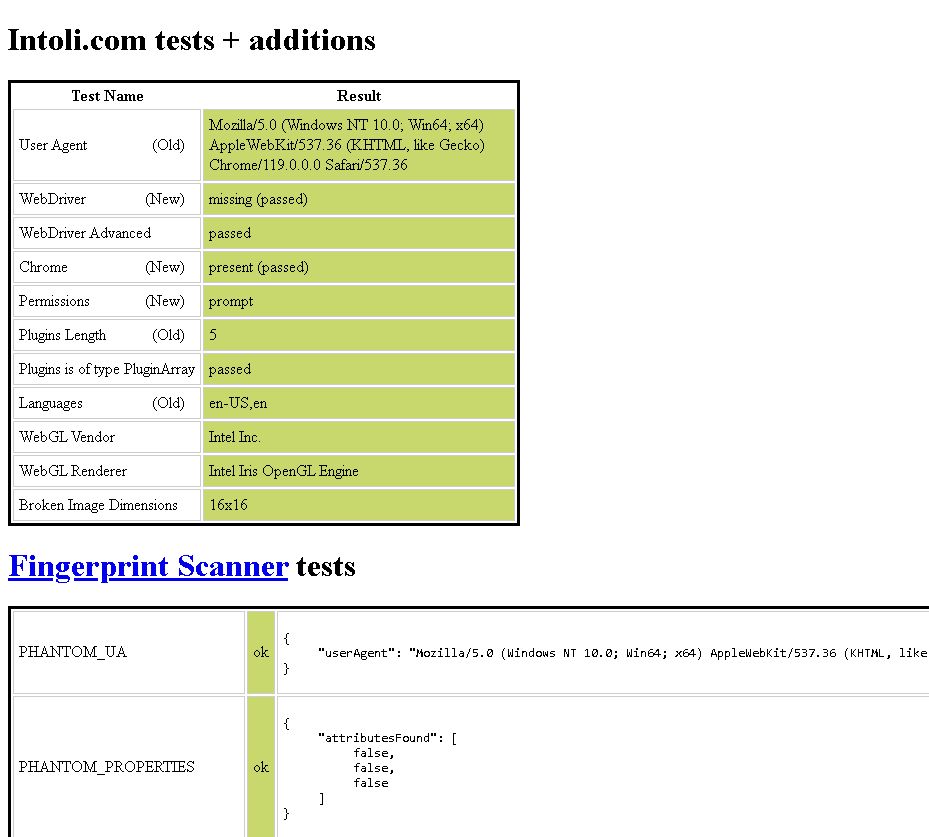 Intoli.com tests + additions
Test Name Result
User Agent (Old) Mozilla/5.0 (Windows NT 10.0; Win64; x64)
AppleWebKit/537.36 (KHTML, like Gecko)
Chrome/119.0.0.0 Safari/537.36
WebDriver (New) missing (passed)
WebDriver Advanced passed
Chrome (New) present (passed)
Permissions (New) prompt
Plugins Length (Old) 5
Plugins is of type PluginArray passed
Languages (Old) en-US,en
WebGL Vendor Intel Inc.
WebGL Renderer Intel Iris OpenGL Engine
Broken Image Dimensions 16x16
Fingerprint Scanner tests
PHANTOM_UA ok
{
"userAgent": "Mozilla/5.0 (Windows NT 10.0; Win64; x64) AppleWebKit/537.36 (KHTML, like
}
PHANTOM_PROPERTIES ok
{
"attributesFound": [
false,
false,
false
]
}